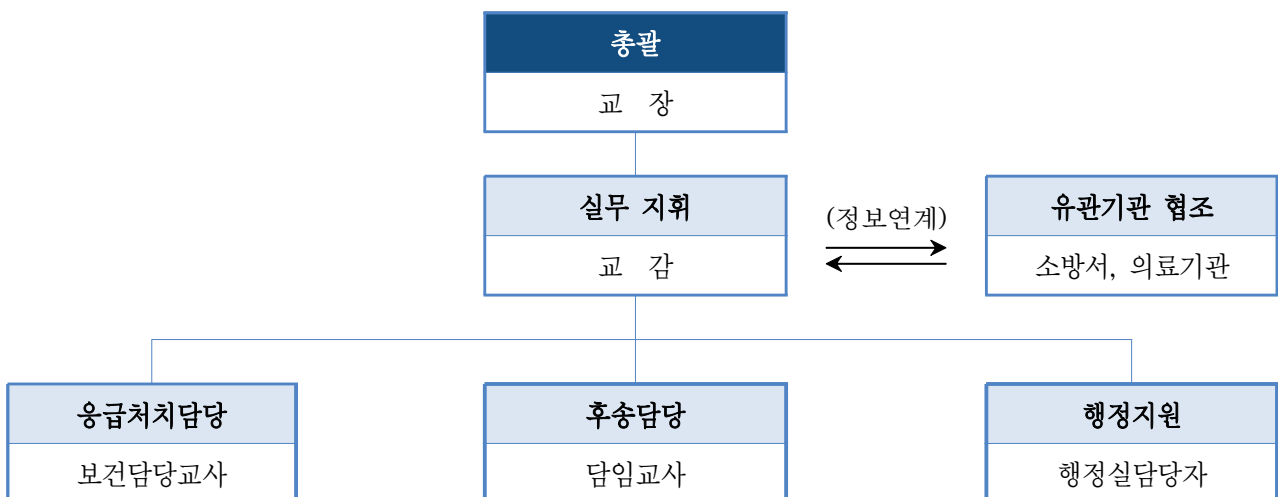 총괄
교 장
실무 지휘
교 감
(정보연계)
유관기관 협조
소방서, 의료기관
응급처치담당
보건담당교사
후송담당
담임교사
행정지원
행정실담당자